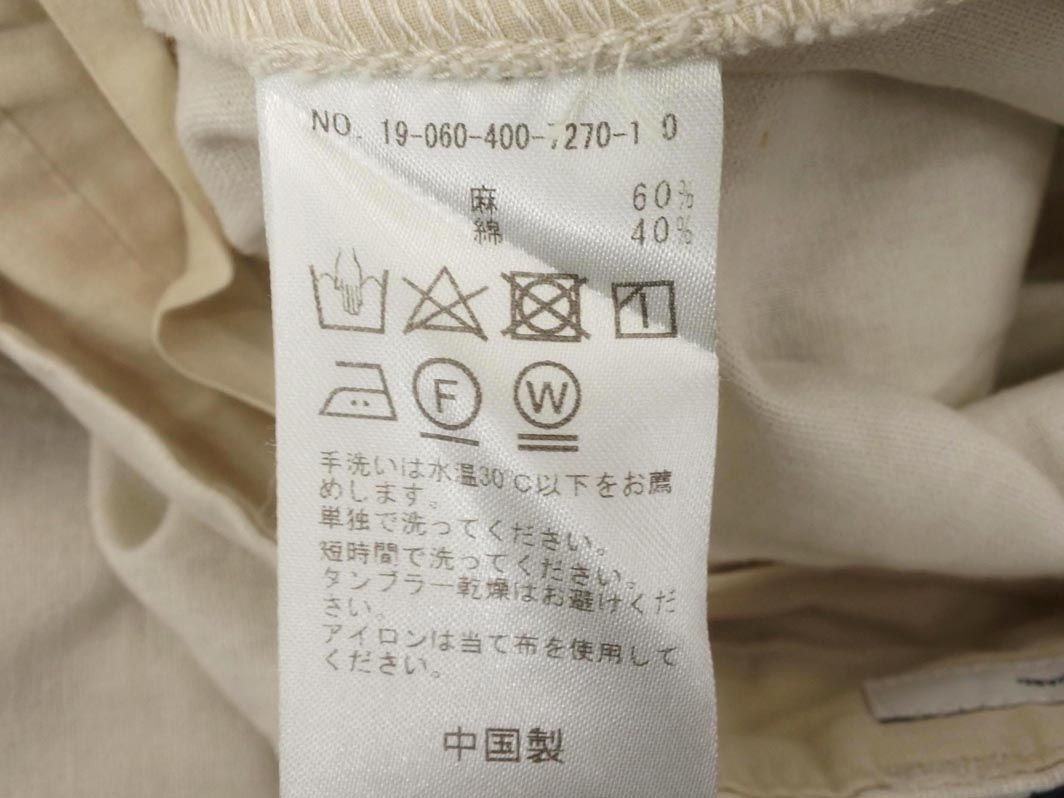 NO. 19-060-400-7270-1 0
麻 60%
綿 40%
F W
手洗いは水温30℃以下をお薦
めします。
単独で洗ってください。
短時間で洗ってください。
タンブラー乾燥はお避けくだ
さい。
アイロンは当て布を使用して
ください。
中国製